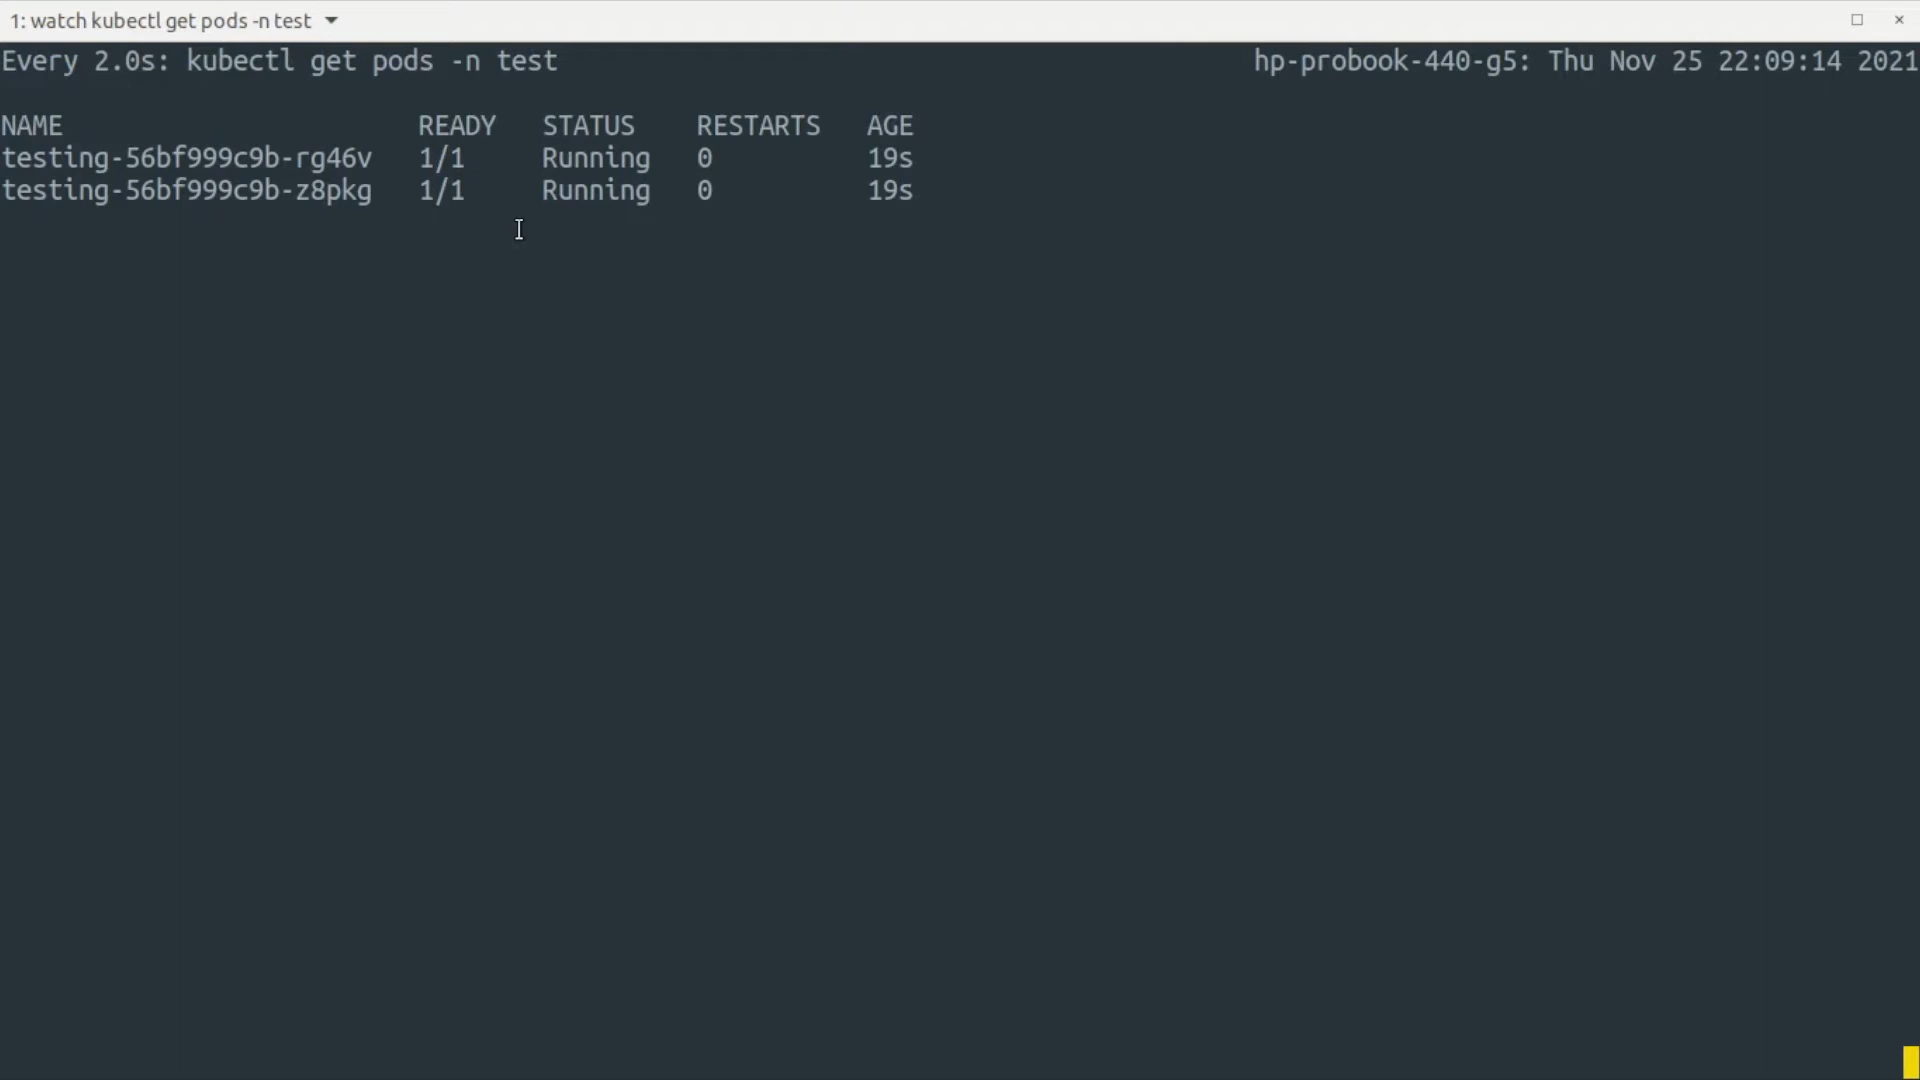 1: watch kubectl get pods -n test
Every 2.0s: kubectl get pods -n test hp-probook-440-g5: Thu Nov 25 22:09:14 2021
NAME READY STATUS RESTARTS AGE
testing-56bf999c9b-rg46v 1/1 Running 0 19s
testing-56bf999c9b-z8pkg 1/1 Running 0 19s